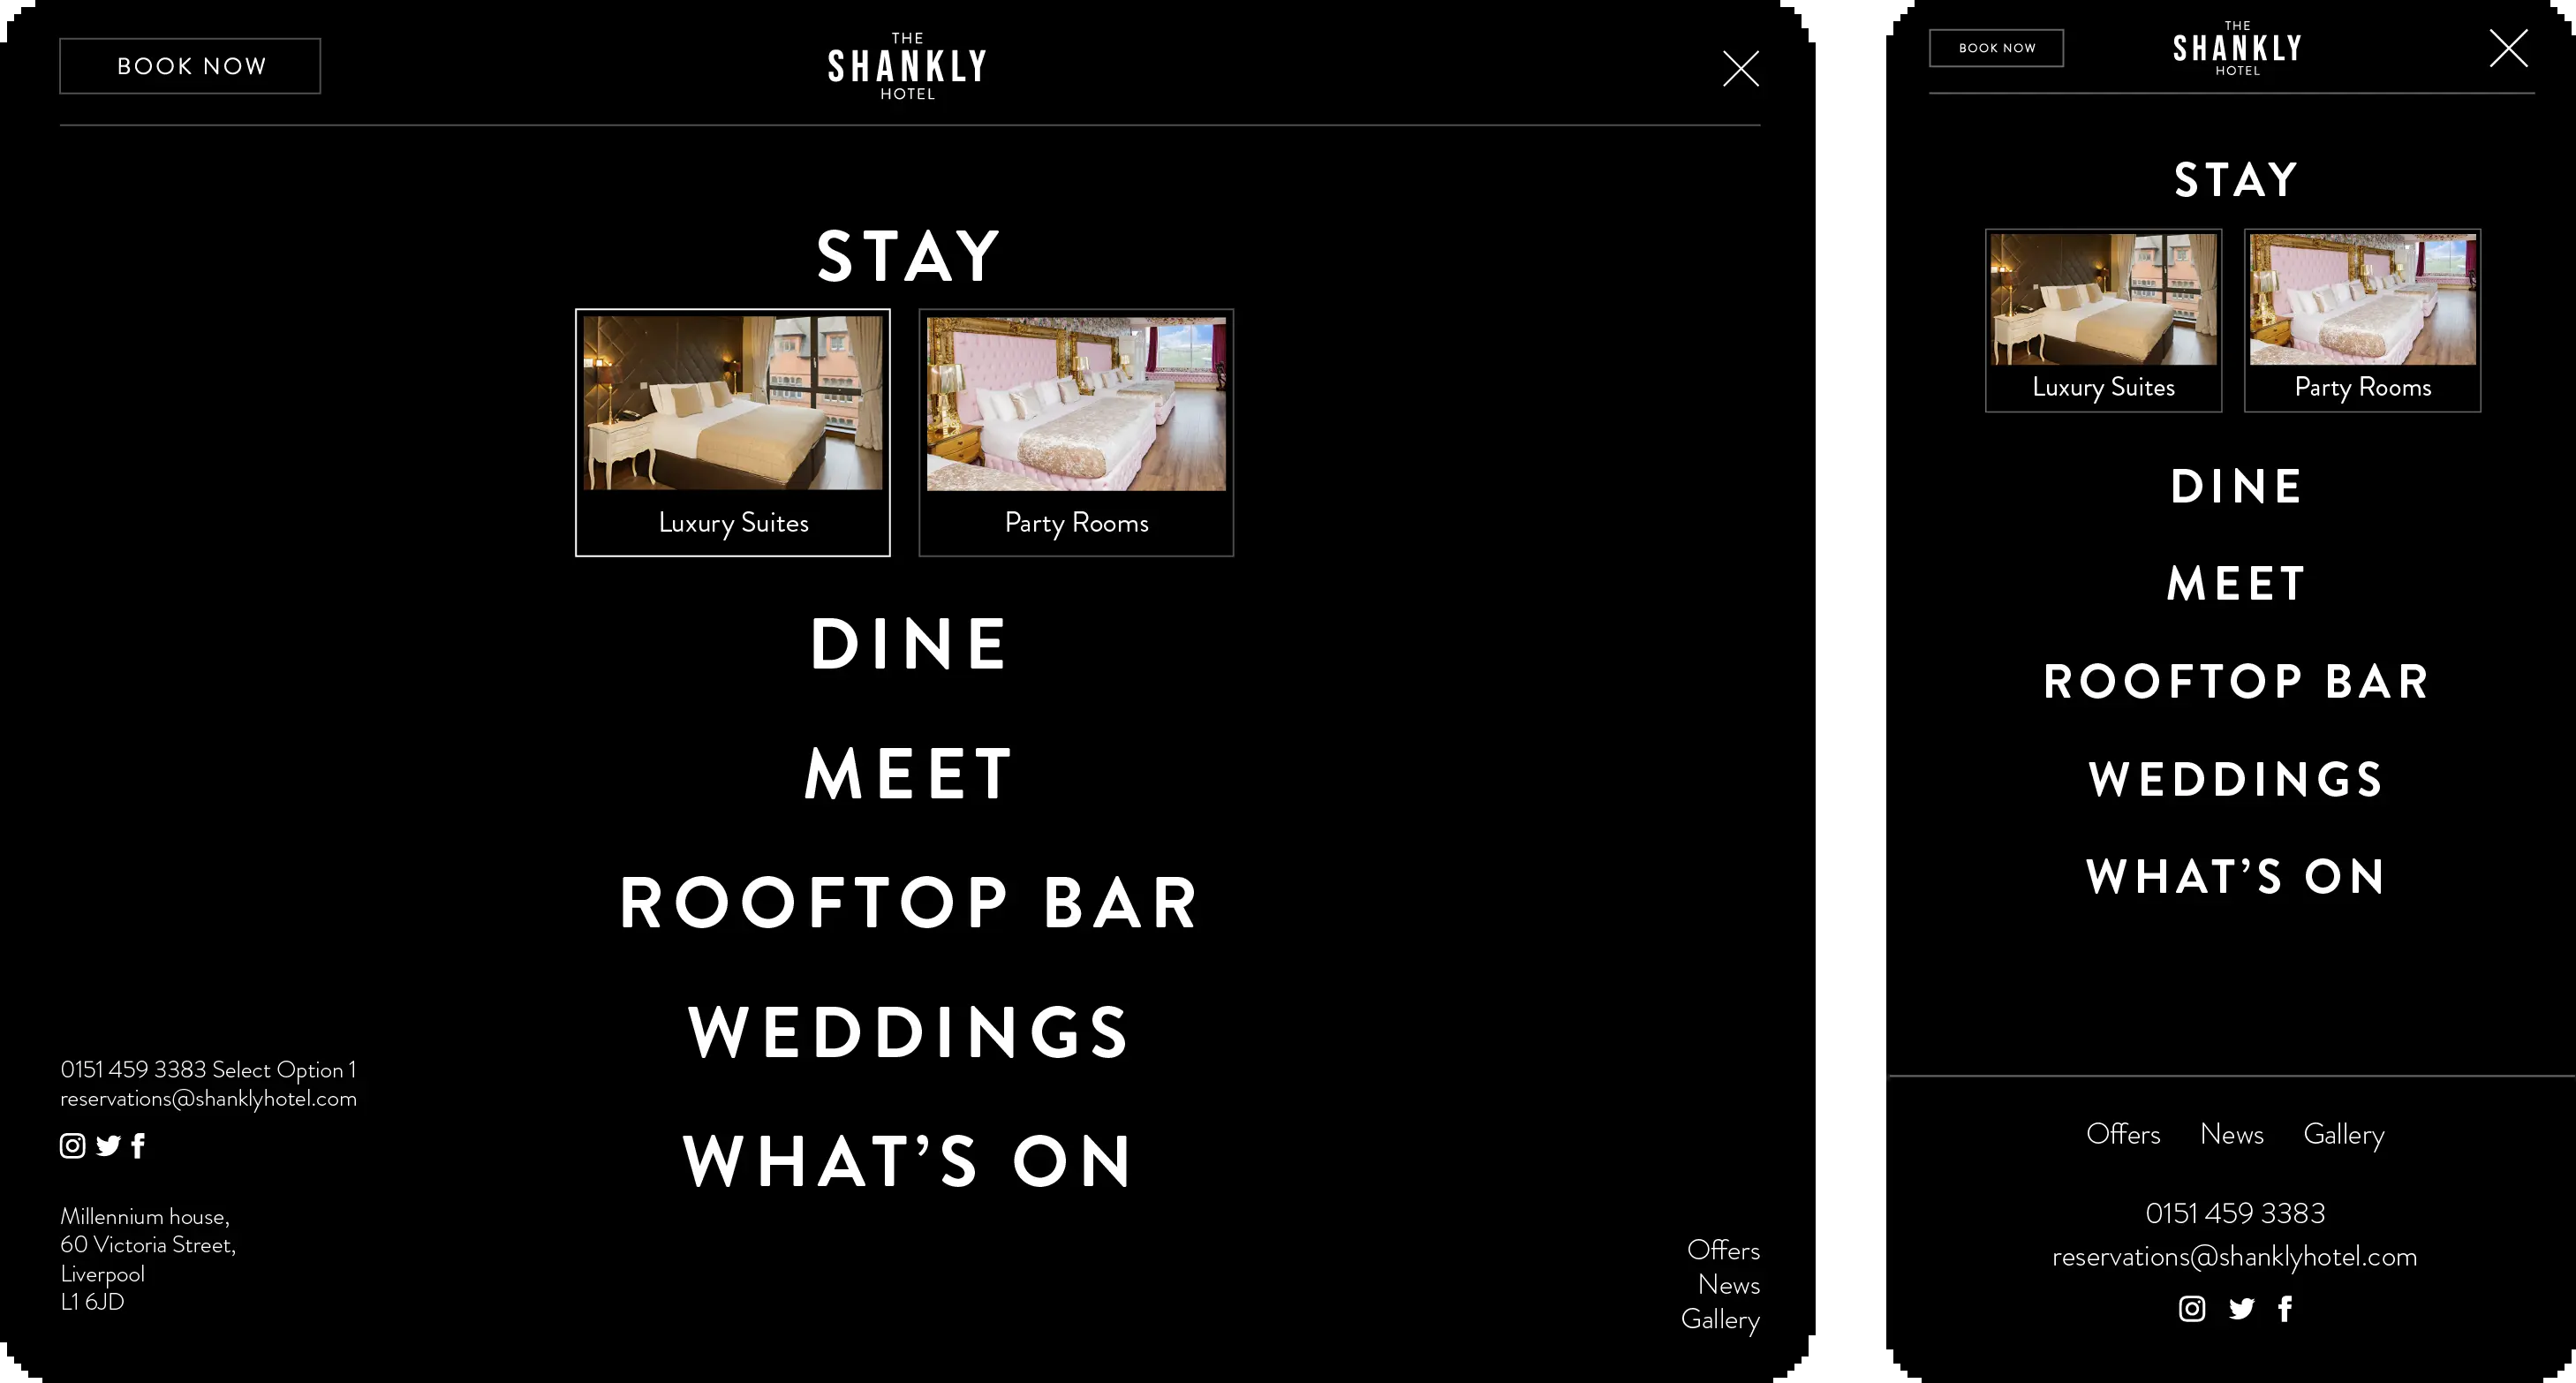 BOOK NOW
THE
SHANKLY
HOTEL
STAY
Luxury Suites
Party Rooms
DINE
MEET
ROOFTOP BAR
WEDDINGS
WHAT’S ON
0151 459 3383 Select Option 1
reservations@shanklyhotel.com
Millennium house,
60 Victoria Street,
Liverpool
L1 6JD
Offers
News
Gallery
BOOK NOW
THE
SHANKLY
HOTEL
STAY
Luxury Suites
Party Rooms
DINE
MEET
ROOFTOP BAR
WEDDINGS
WHAT’S ON
Offers News Gallery
0151 459 3383
reservations@shanklyhotel.com